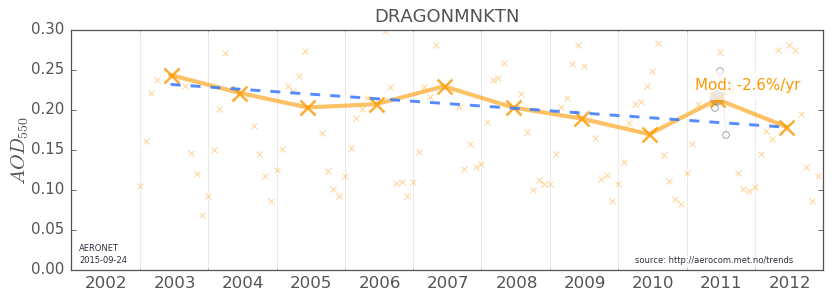 DRAGONMNKTN
0.30
0.25
0.20
0.15
0.10
0.05
0.00
AOD550
Mod: -2.6%/yr
AERONET
2015-09-24
source: http://aerocom.met.no/trends
2002 2003 2004 2005 2006 2007 2008 2009 2010 2011 2012